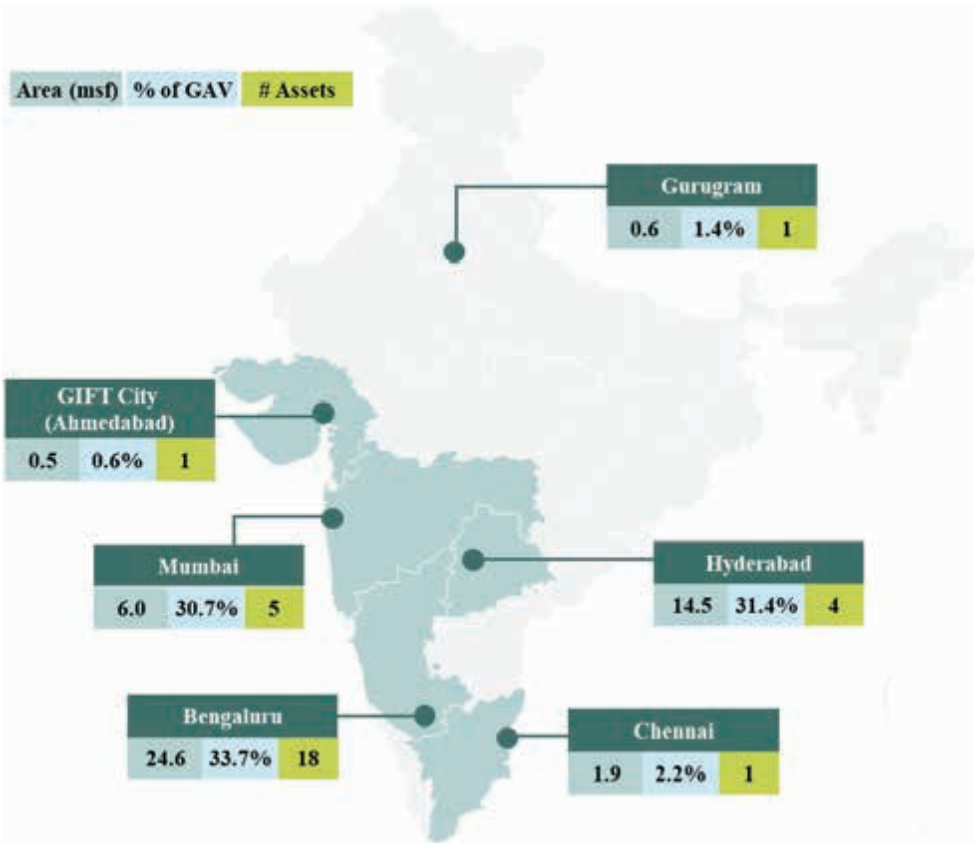 Area (msf) % of GAV # Assets
Gurugram
0.6 1.4% 1
GIFT City
(Ahmedabad)
0.5 0.6% 1
Mumbai
6.0 30.7% 5
Hyderabad
14.5 31.4% 4
Bengaluru
24.6 33.7% 18
Chennai
1.9 2.2% 1